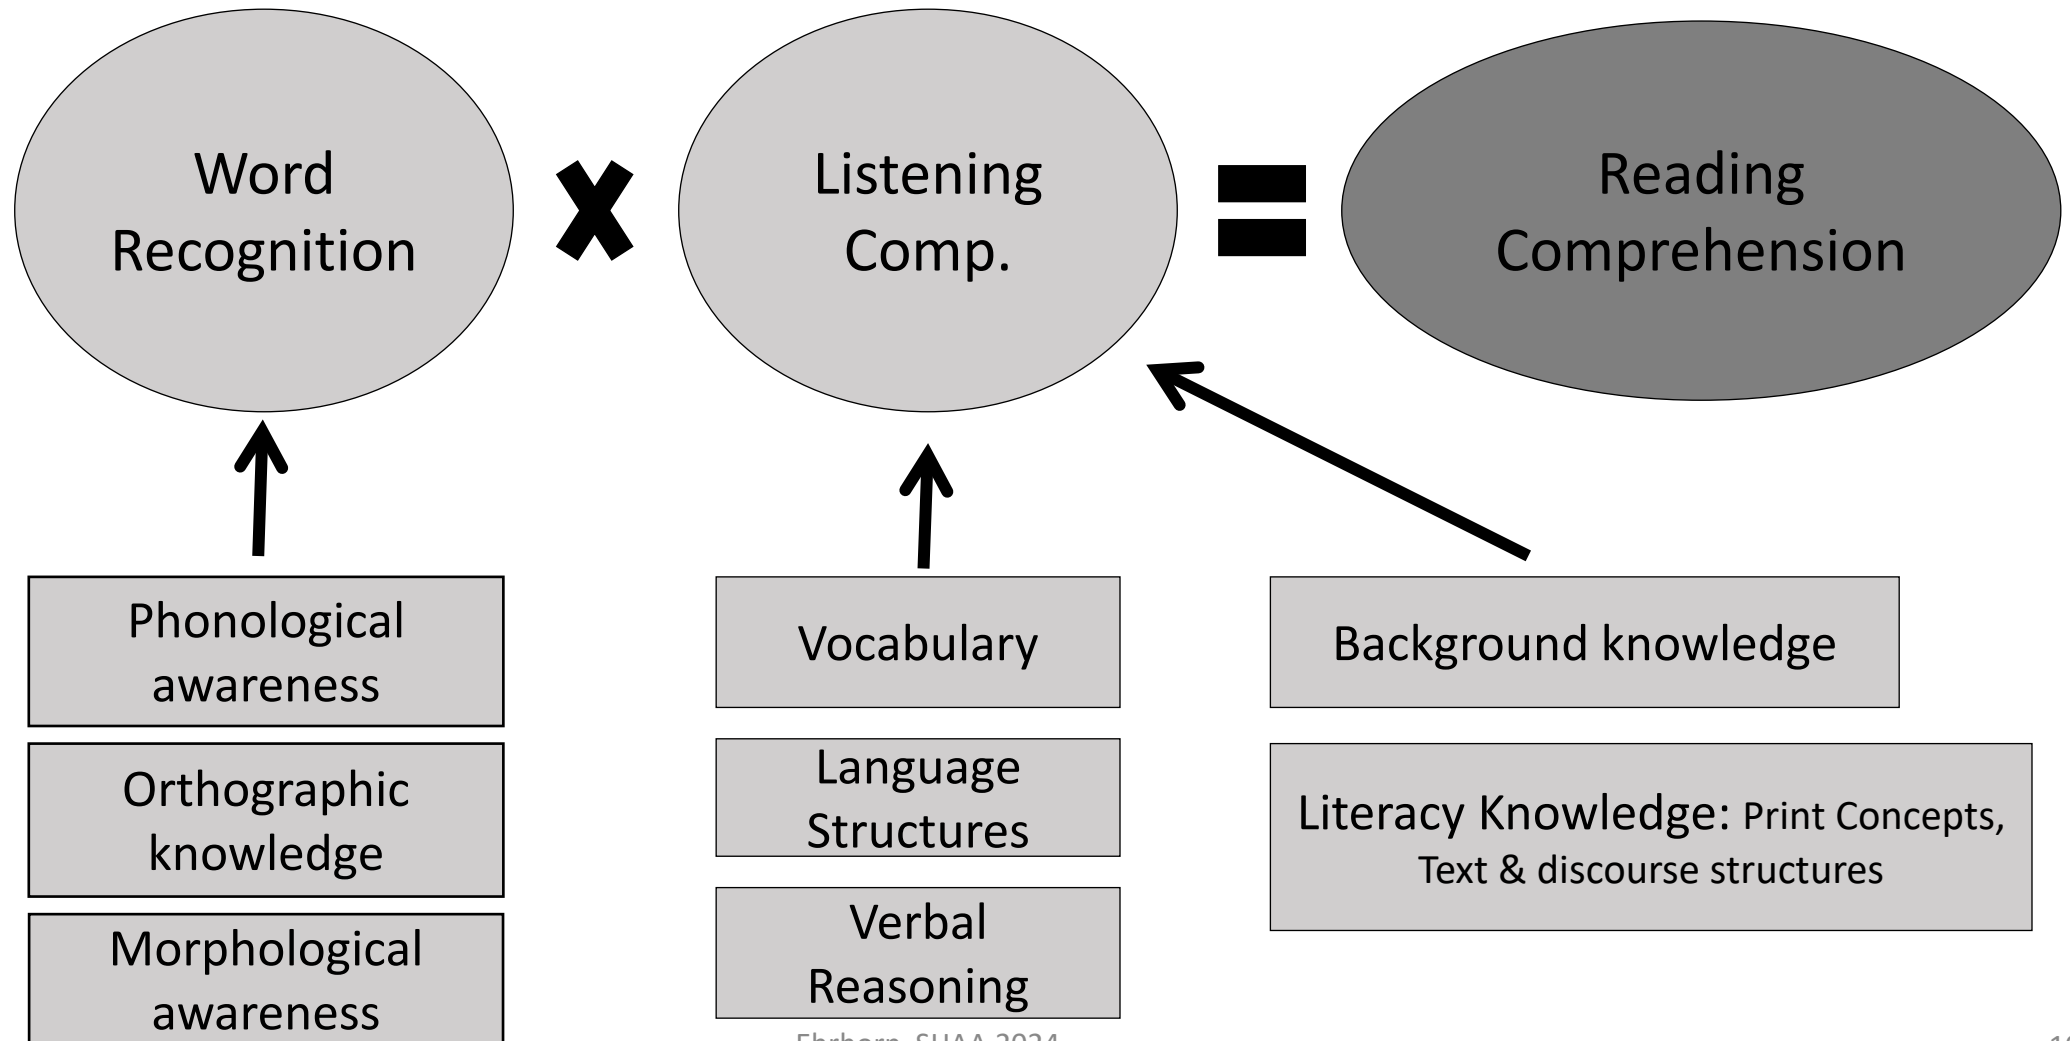 Word
Recognition
Listening
Comp.
Reading
Comprehension
Phonological
awareness
Orthographic
knowledge
Morphological
awareness
Vocabulary
Language
Structures
Verbal
Reasoning
Background knowledge
Literacy Knowledge: Print Concepts,
Text & discourse structures